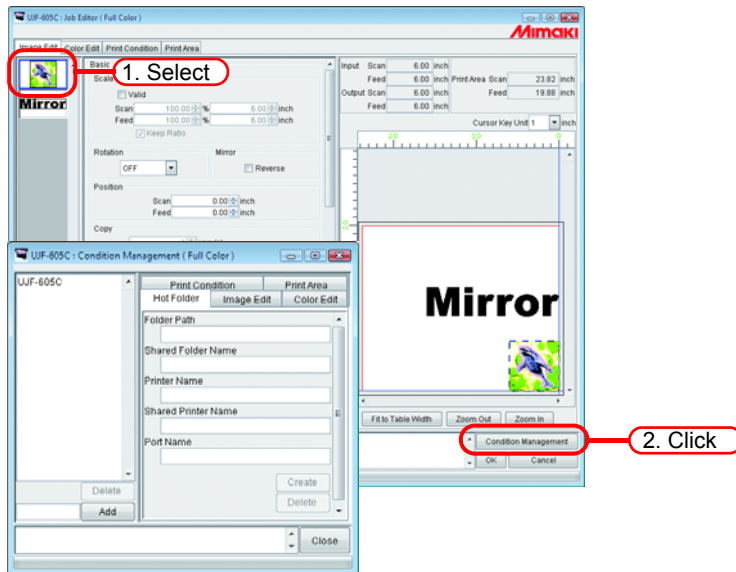 UJF-605C : Job Editor ( Full Color )
Mimaki
Image Edit Color Edit Print Condition Print Area
1. Select
Mirror
Basic
Scale
Valid
Scan 100.00 % 6.00 inch
Feed 100.00 % 6.00 inch
Keep Ratio
Rotation Mirror
OFF Reverse
Position
Scan 0.00 inch
Feed 0.00 inch
Copy
Input Scan 6.00 inch
Feed 6.00 inch Print Area Scan 23.82 inch
Output Scan 6.00 inch Feed 19.88 inch
Feed 6.00 inch
Cursor Key Unit 1 inch
20 10 0
Mirror
Fit to Table Width Zoom Out Zoom In
Condition Management
2. Click
OK Cancel
UJF-605C : Condition Management ( Full Color )
UJF-605C
Print Condition Print Area
Hot Folder Image Edit Color Edit
Folder Path
Shared Folder Name
Printer Name
Shared Printer Name
Port Name
Create
Delete
Delete
Add
Close